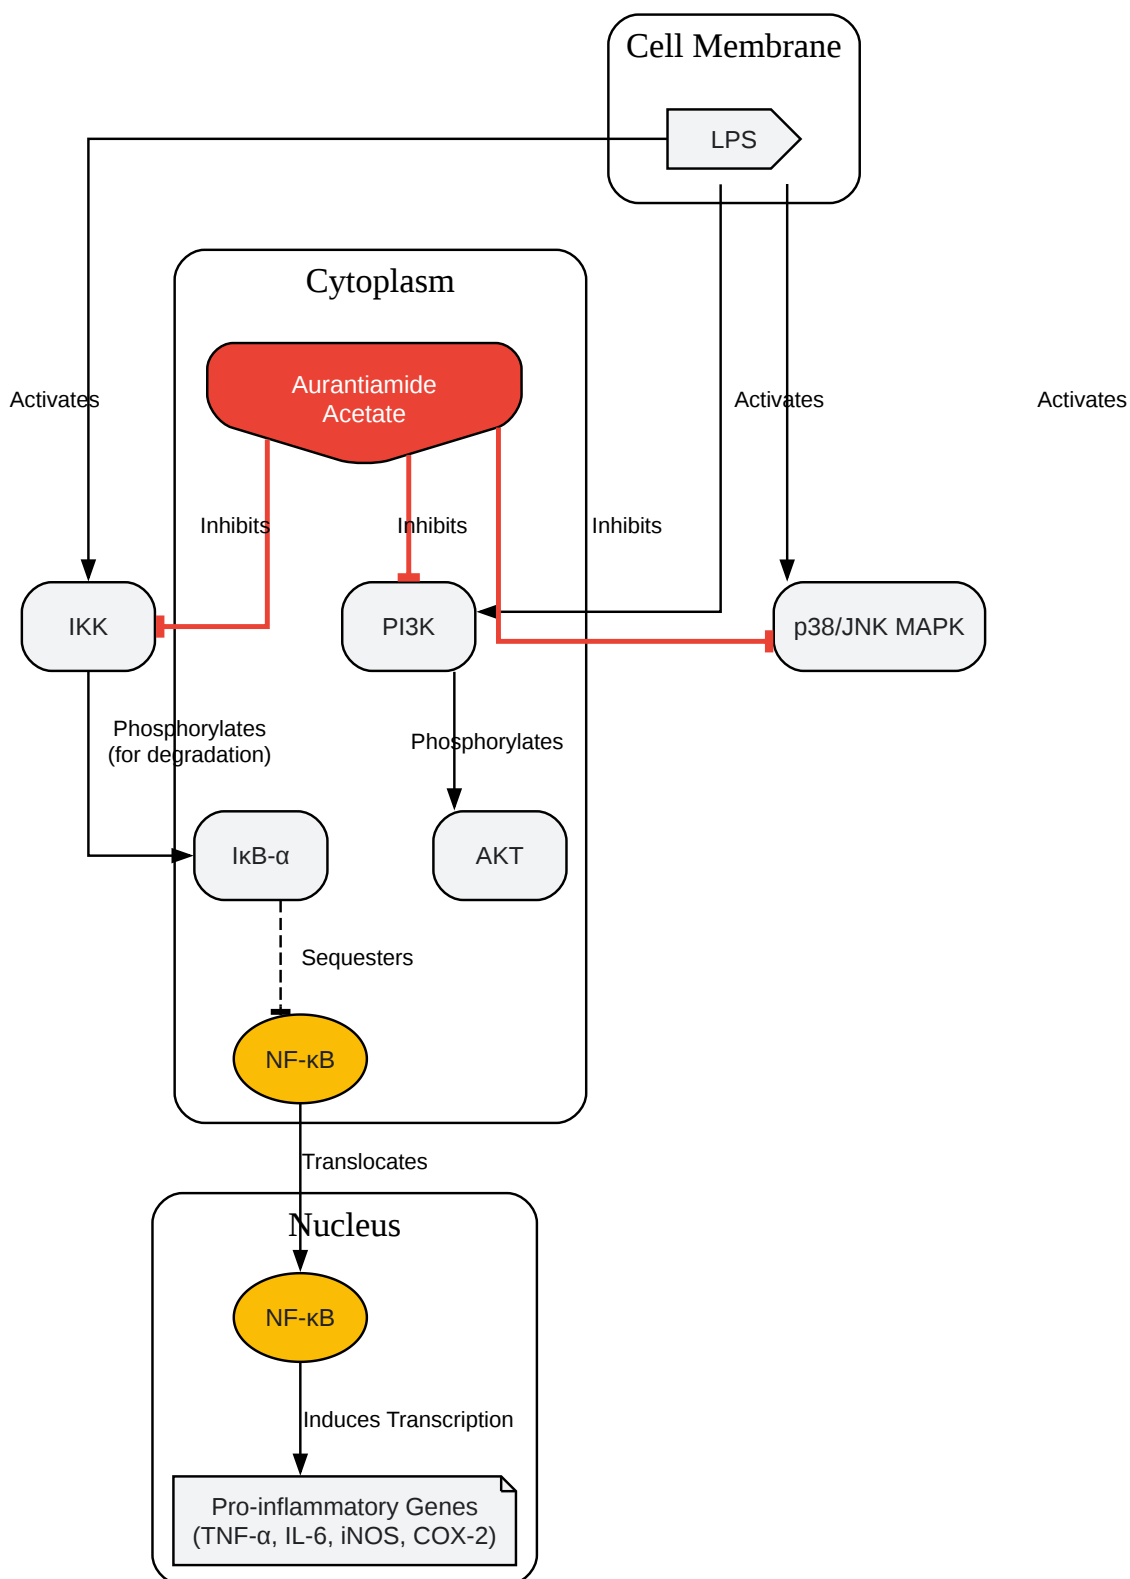 Cell Membrane
LPS
Cytoplasm
Aurantiamide
Acetate
Activates
Activates
Activates
Inhibits
Inhibits
Inhibits
IKK
PI3K
p38/JNK MAPK
Phosphorylates
(for degradation)
Phosphorylates
IκB-α
AKT
Sequesters
NF-κB
Translocates
Nucleus
NF-κB
Induces Transcription
Pro-inflammatory Genes
(TNF-α, IL-6, iNOS, COX-2)